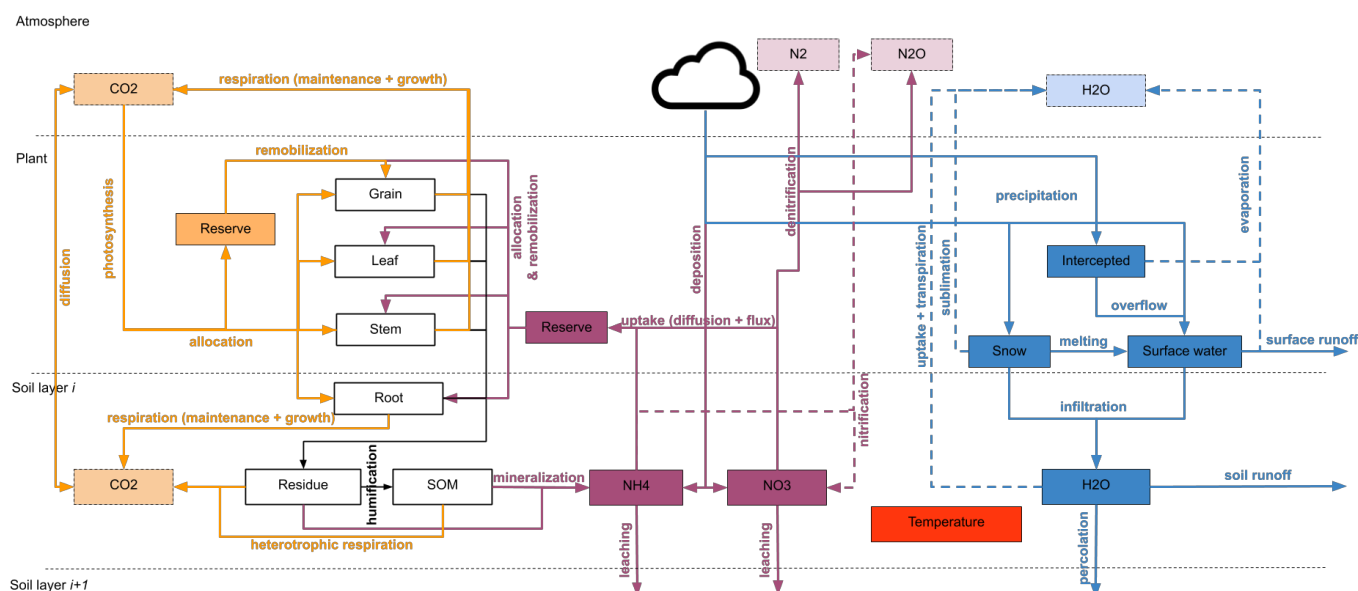 Atmosphere
N2
N2O
CO2
respiration (maintenance + growth)
H2O
Plant
remobilization
Grain
precipitation
Reserve
photosynthesis
allocation
& remobilization
denitrification
evaporation
diffusion
Leaf
deposition
Intercepted
uptake + transpiration
sublimation
overflow
Stem
Reserve
uptake (diffusion + flux)
allocation
Snow
melting
Surface water
surface runoff
Soil layer i
Root
respiration (maintenance + growth)
infiltration
nitrification
humification
CO2
Residue
SOM
mineralization
NH4
NO3
H2O
soil runoff
Temperature
heterotrophic respiration
leaching
leaching
percolation
Soil layer i+1